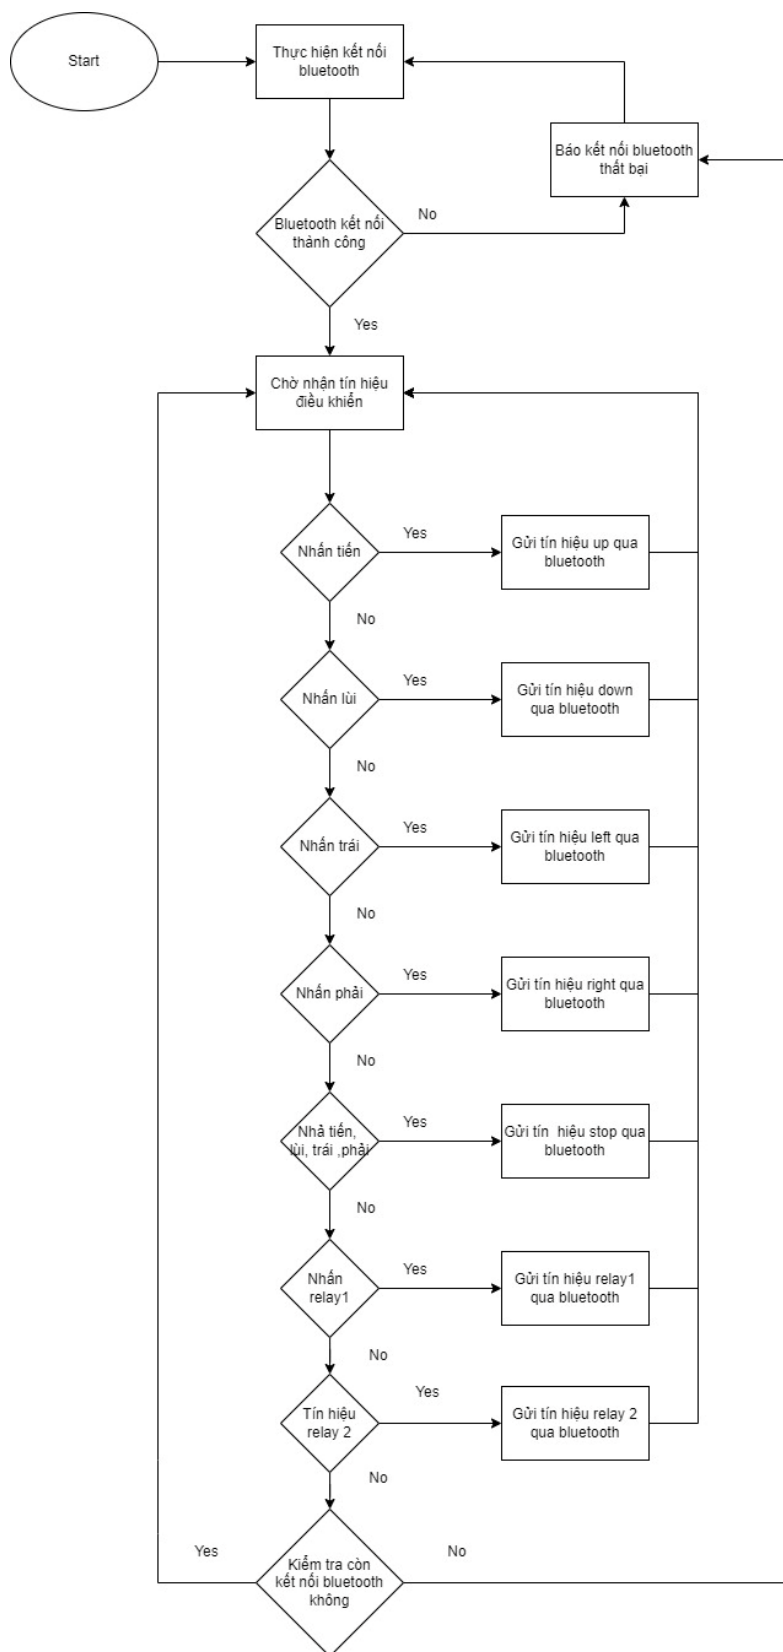 Start
Thực hiện kết nối
bluetooth
Báo kết nối bluetooth
thất bại
No
Bluetooth kết nối
thành công
Yes
Chờ nhận tín hiệu
điều khiển
Nhấn tiến
Yes
Gửi tín hiệu up qua
bluetooth
No
Nhấn lùi
Yes
Gửi tín hiệu down
qua bluetooth
No
Nhấn trái
Yes
Gửi tín hiệu left qua
bluetooth
No
Nhấn phải
Yes
Gửi tín hiệu right qua
bluetooth
No
Nhả tiến,
lùi, trái ,phải
Yes
Gửi tín  hiệu stop qua
bluetooth
No
Nhấn
relay1
Yes
Gửi tín hiệu relay1
qua bluetooth
No
Tín hiệu
relay 2
Yes
Gửi tín hiệu relay 2
qua bluetooth
No
Yes
Kiểm tra còn
kết nối bluetooth
không
No